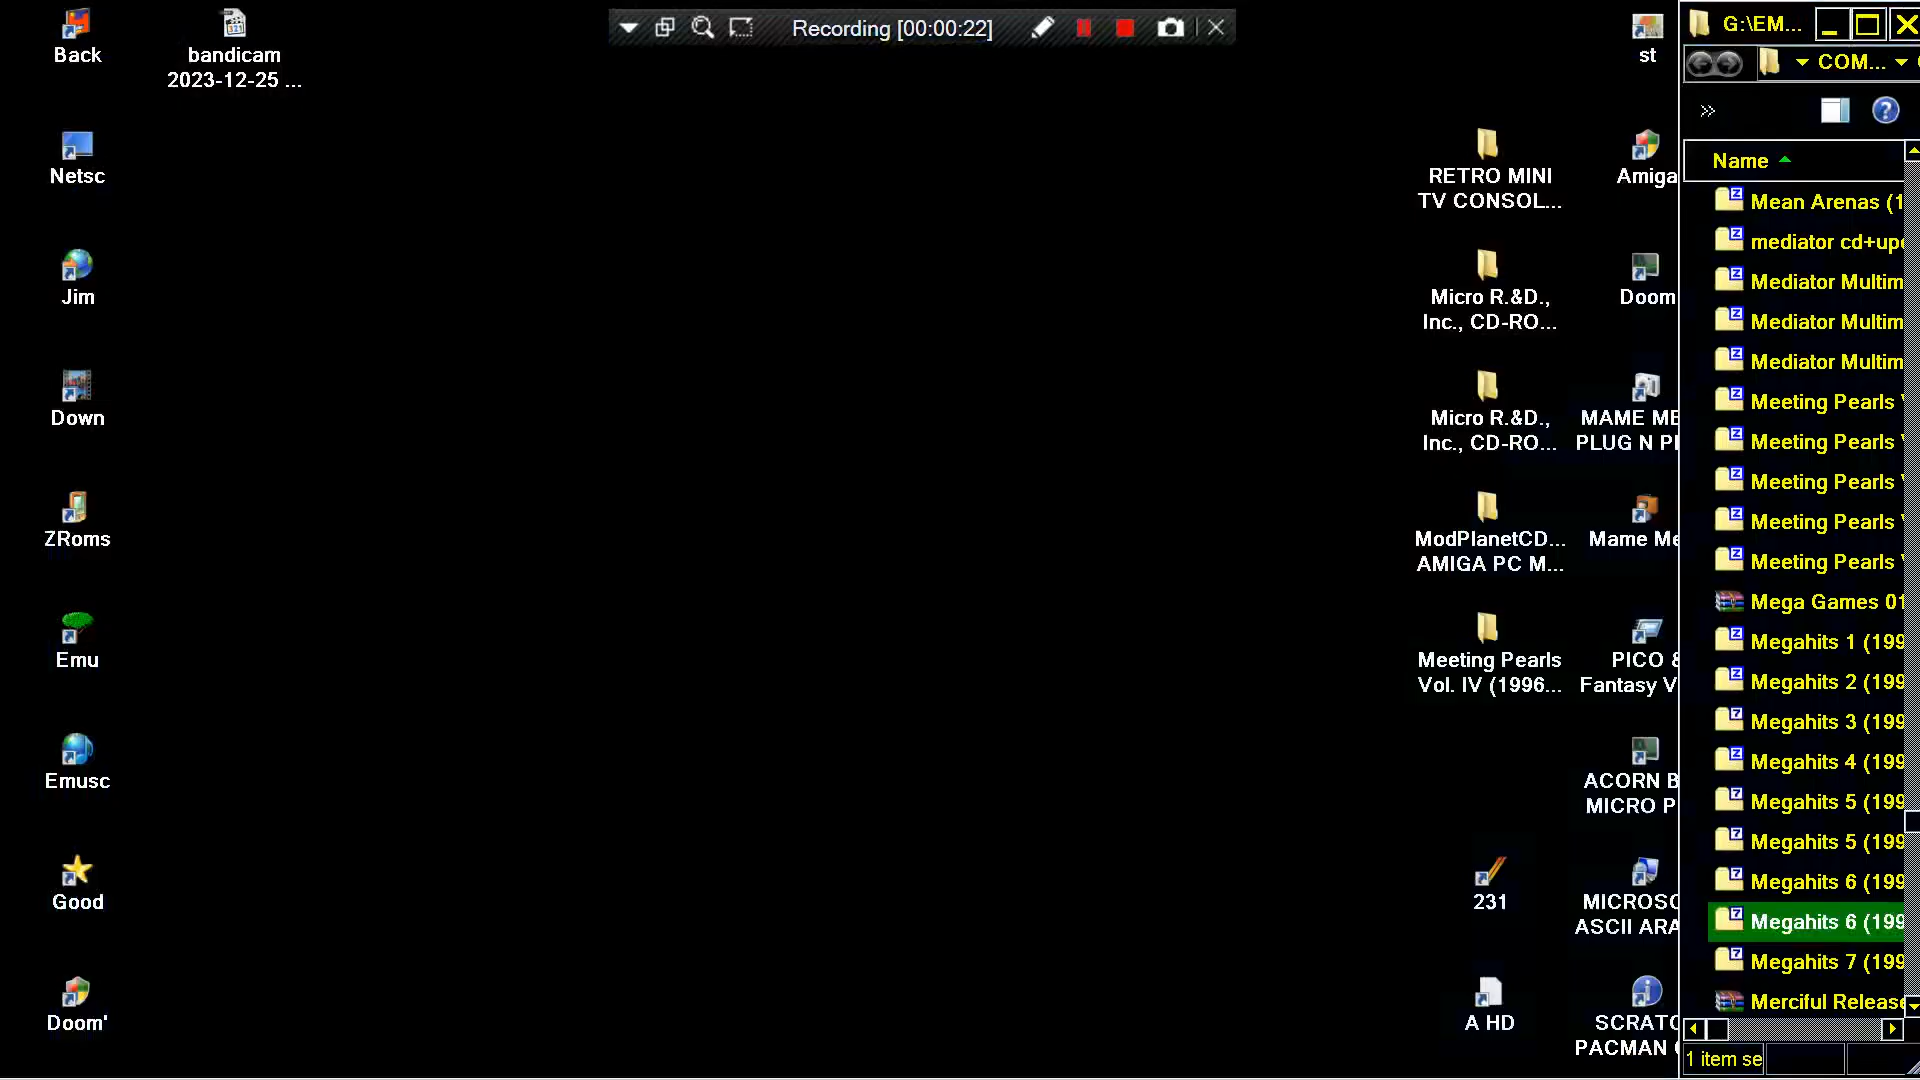 Back
bandicam
2023-12-25 ...
Netsc
Jim
Down
ZRoms
Emu
Emusc
Good
Doom'
Recording [00:00:22]
RETRO MINI
TV CONSOL...
Micro R.&D.,
Inc., CD-RO...
Micro R.&D.,
Inc., CD-RO...
ModPlanetCD...
AMIGA PC M...
Meeting Pearls
Vol. IV (1996...
231
A HD
st
Amiga
Doom
MAME ME
PLUG N PI
Mame Me
PICO &
Fantasy V
ACORN B
MICRO P
MICROSO
ASCII ARA
SCRATC
PACMAN
G:\EM...
COM...
Name
Mean Arenas (1
mediator cd+upd
Mediator Multim
Mediator Multim
Mediator Multim
Meeting Pearls V
Meeting Pearls V
Meeting Pearls V
Meeting Pearls V
Meeting Pearls V
Mega Games 01
Megahits 1 (199
Megahits 2 (199
Megahits 3 (199
Megahits 4 (199
Megahits 5 (199
Megahits 5 (199
Megahits 6 (199
Megahits 6 (199
Megahits 7 (199
Merciful Release
1 item se